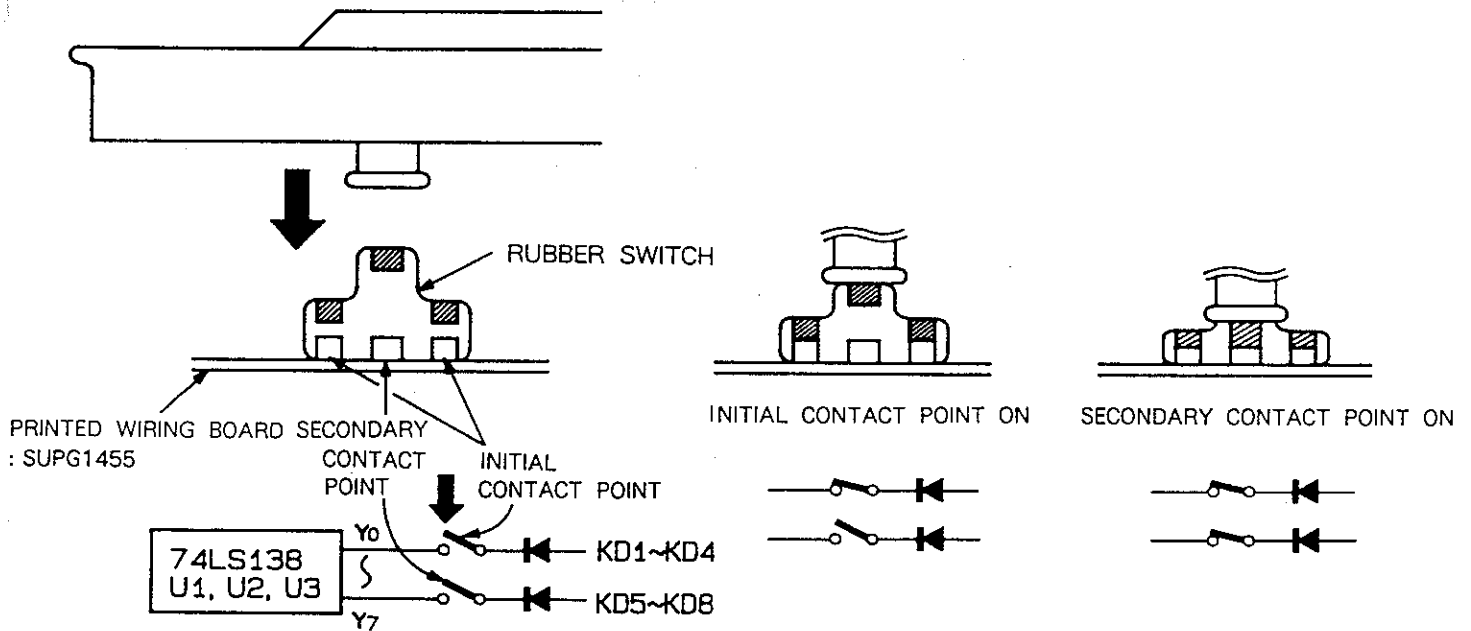 RUBBER SWITCH
PRINTED WIRING BOARD
: SUPG1455
SECONDARY
CONTACT
POINT
INITIAL
CONTACT POINT
INITIAL CONTACT POINT ON
SECONDARY CONTACT POINT ON
74LS138
U1, U2, U3
Y0
Y7
KD1~KD4
KD5~KD8